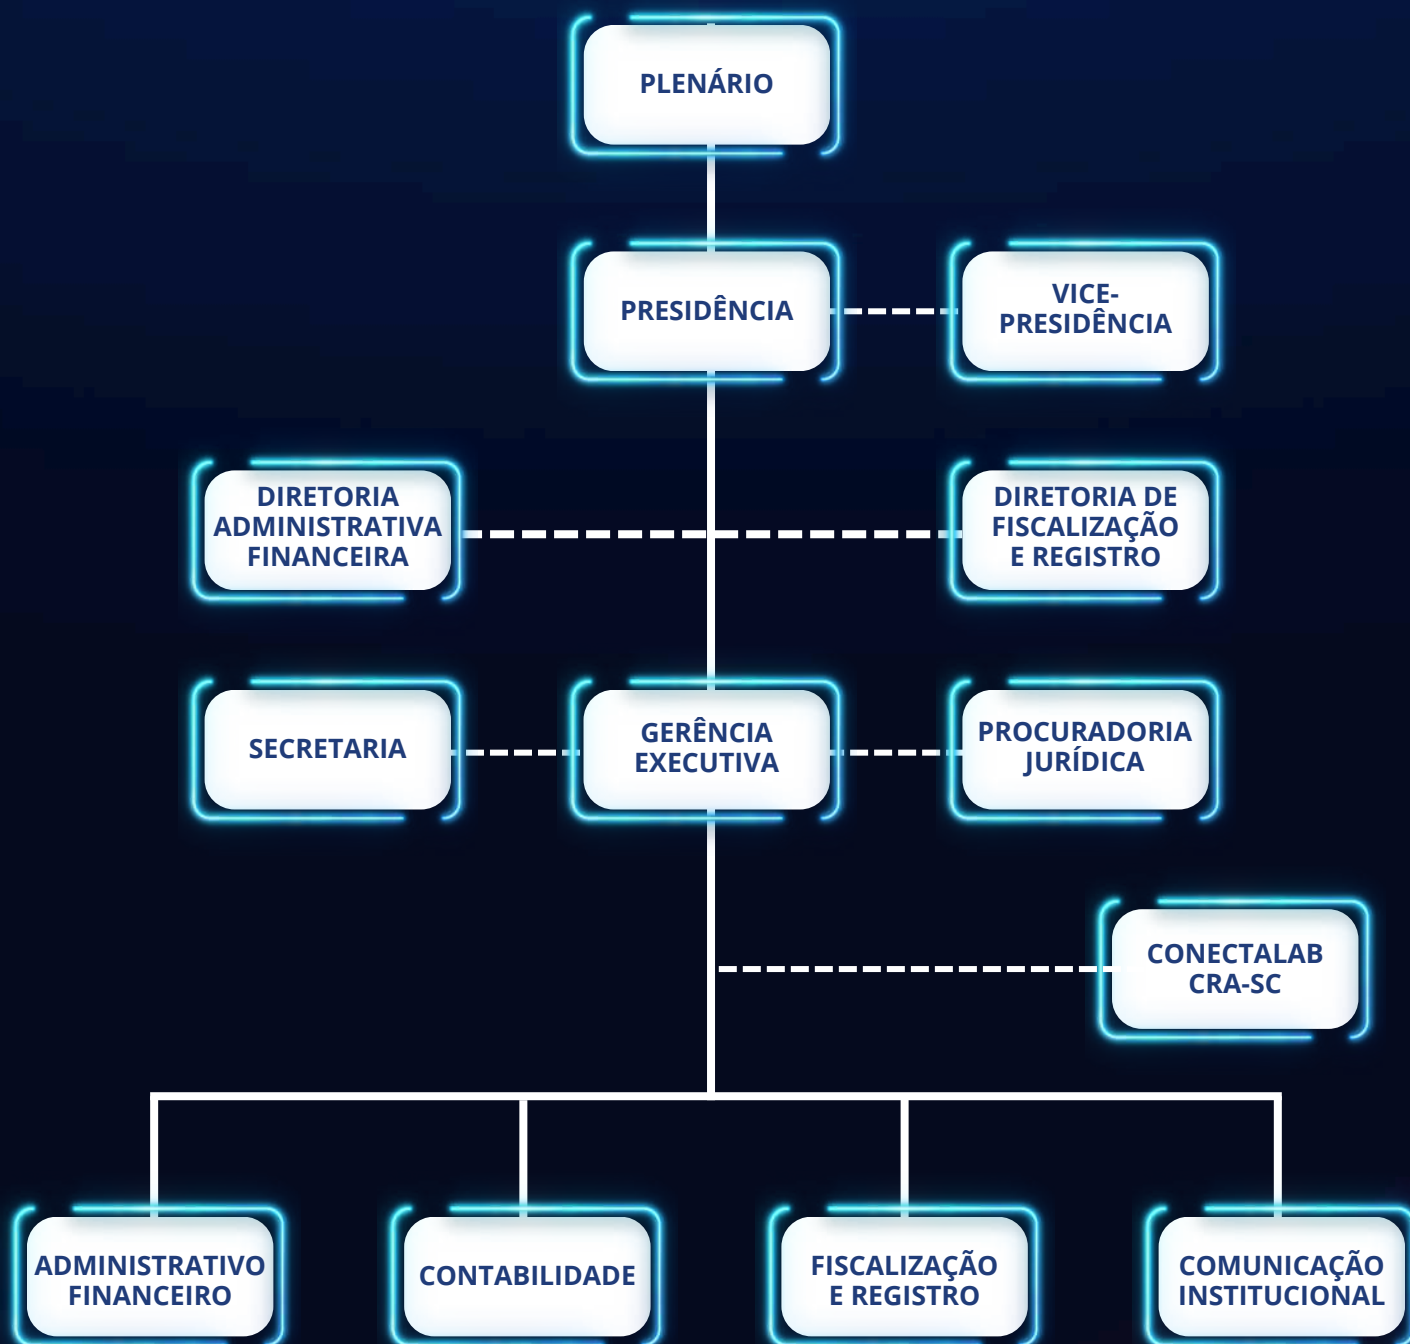 PLENÁRIO
PRESIDÊNCIA
VICE-
PRESIDÊNCIA
DIRETORIA
ADMINISTRATIVA
FINANCEIRA
DIRETORIA DE
FISCALIZAÇÃO
E REGISTRO
SECRETARIA
GERÊNCIA
EXECUTIVA
PROCURADORIA
JURÍDICA
CONECTALAB
CRA-SC
ADMINISTRATIVO
FINANCEIRO
CONTABILIDADE
FISCALIZAÇÃO
E REGISTRO
COMUNICAÇÃO
INSTITUCIONAL